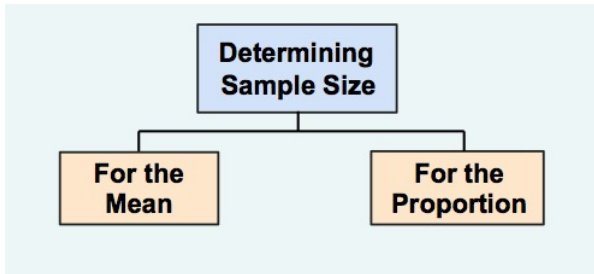 Determining
Sample Size
For the
Mean
For the
Proportion